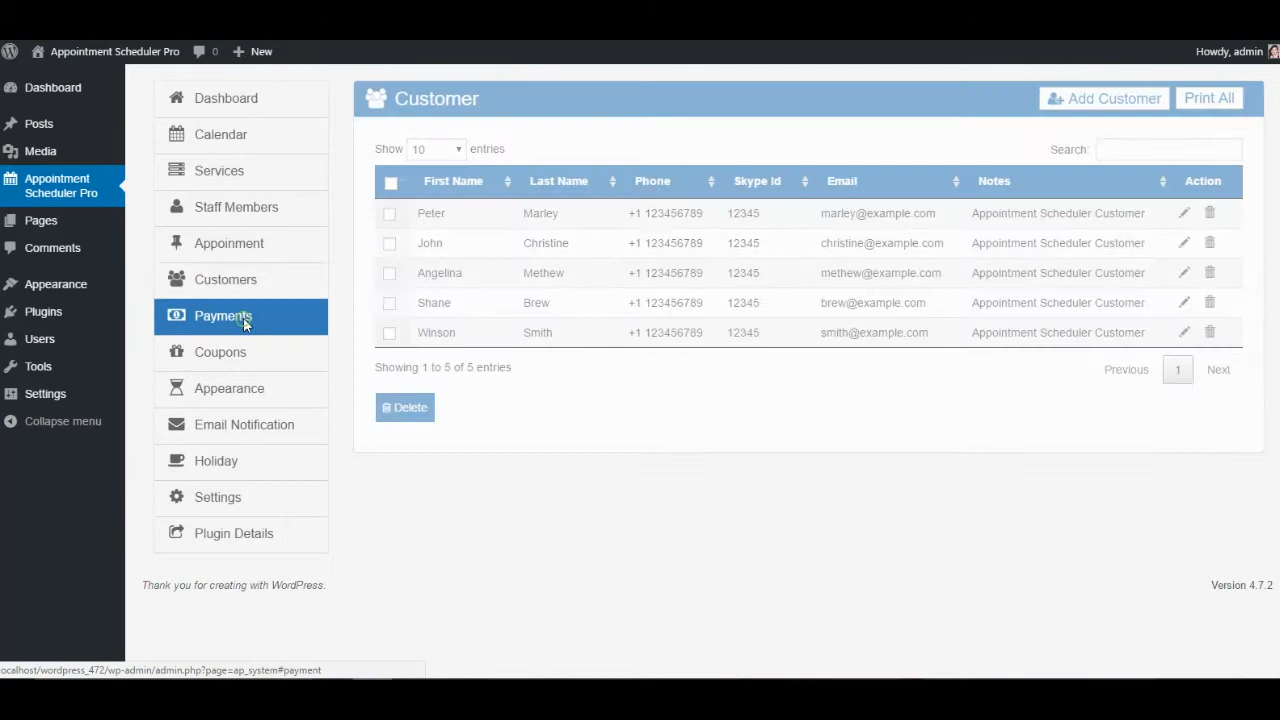 Appointment Scheduler Pro 0 New Howdy, admin
Dashboard
Posts
Media
Appointment
Scheduler Pro
Pages
Comments
Appearance
Plugins
Users
Tools
Settings
Collapse menu
Dashboard
Calendar
Services
Staff Members
Appoinment
Customers
Payments
Coupons
Appearance
Email Notification
Holiday
Settings
Plugin Details
Customer Add Customer Print All
Show 10 entries Search:
First Name Last Name Phone Skype Id Email Notes Action
Peter Marley +1 123456789 12345 marley@example.com Appointment Scheduler Customer
John Christine +1 123456789 12345 christine@example.com Appointment Scheduler Customer
Angelina Methew +1 123456789 12345 methew@example.com Appointment Scheduler Customer
Shane Brew +1 123456789 12345 brew@example.com Appointment Scheduler Customer
Winson Smith +1 123456789 12345 smith@example.com Appointment Scheduler Customer
Showing 1 to 5 of 5 entries Previous 1 Next
Delete
Thank you for creating with WordPress. Version 4.7.2
ocalhost/wordpress_472/wp-admin/admin.php?page=ap_system#payment